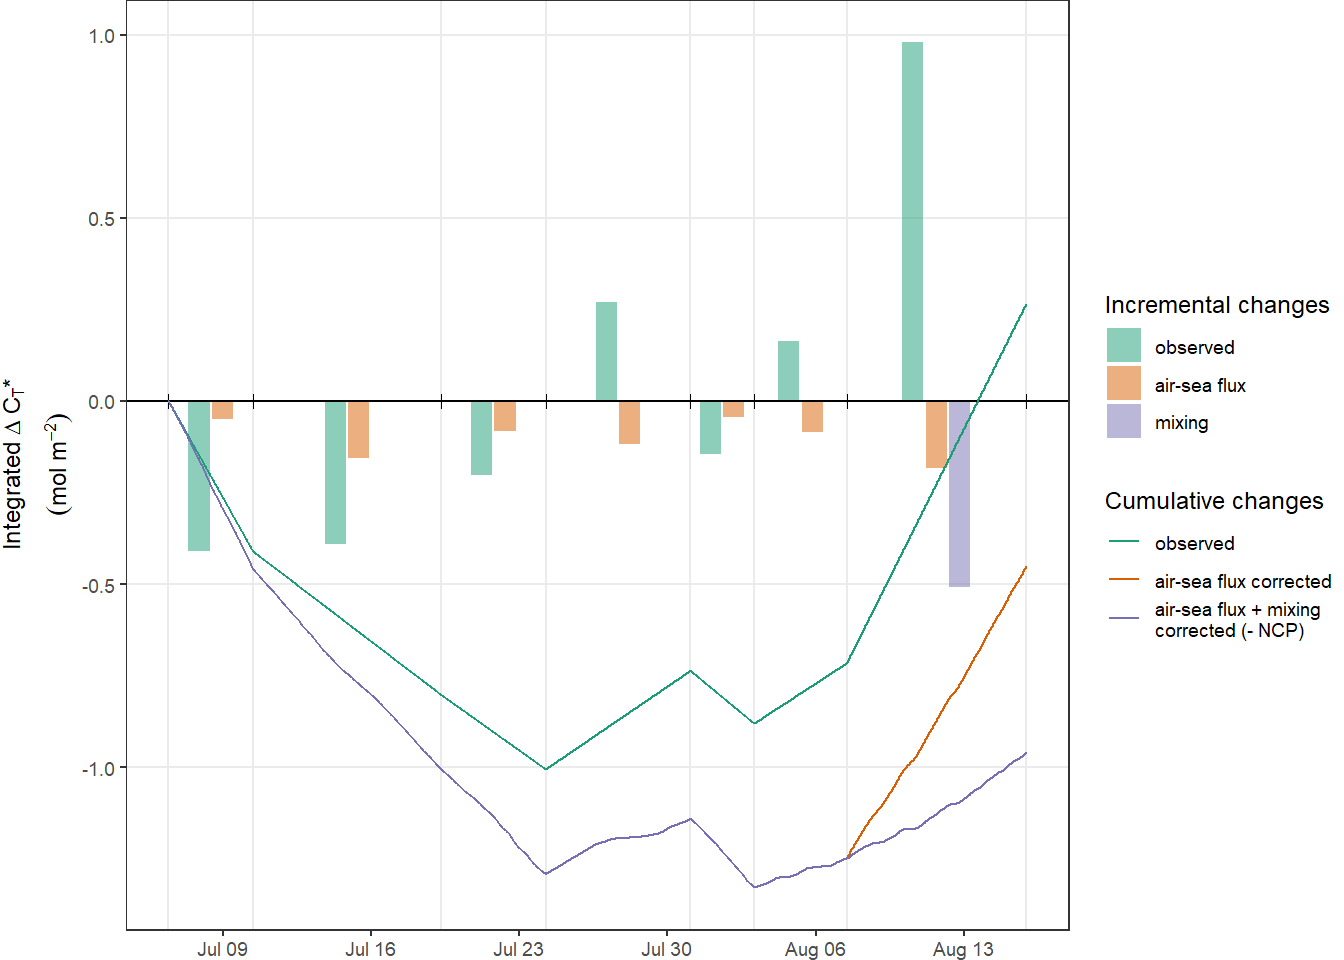 Integrated Δ C_T*
(mol m⁻²)
1.0
0.5
0.0
-0.5
-1.0
Jul 09
Jul 16
Jul 23
Jul 30
Aug 06
Aug 13
Incremental changes
observed
air-sea flux
mixing
Cumulative changes
observed
air-sea flux corrected
air-sea flux + mixing
corrected (- NCP)